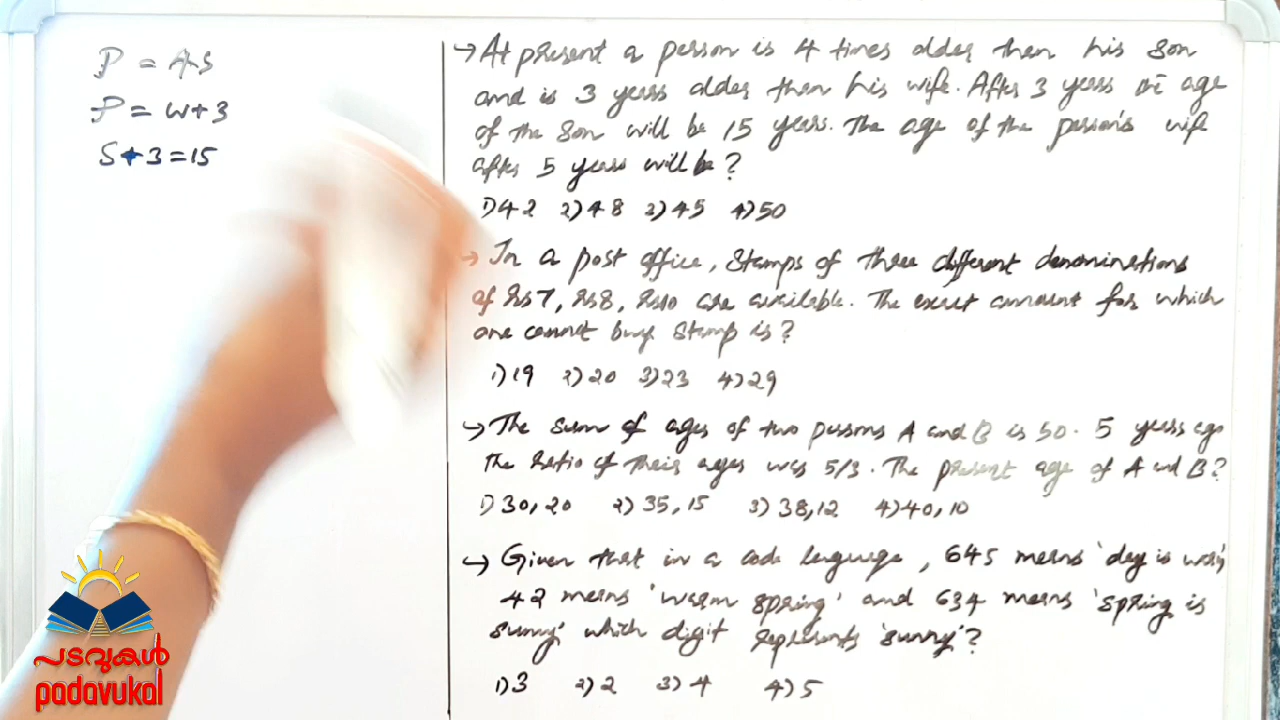 P = 4S
P = W+3
S+3=15
→ At present a person is 4 times older then his son
and is 3 years older then his wife. After 3 years the age
of the son will be 15 years. The age of the person's wife
after 5 years will be?
1) 42 2) 48 3) 45 4) 50
→ In a post office, stamps of three different denominations
of Rs 7, Rs 8, Rs 10 are available. The exact amount for which
one cannot buy stamp is?
1) 19 2) 20 3) 23 4) 29
→ The sum of ages of two persons A and B is 50. 5 years ago
the ratio of their ages was 5/3. The present age of A and B?
1) 30,20 2) 35,15 3) 38,12 4) 40,10
→ Given that in a code language, 645 means 'day is
42 means 'warm spring' and 634 means 'spring is
sunny', which digit represents 'sunny'?
1) 3 2) 2 3) 4 4) 5
പടവുകൾ
padavukal